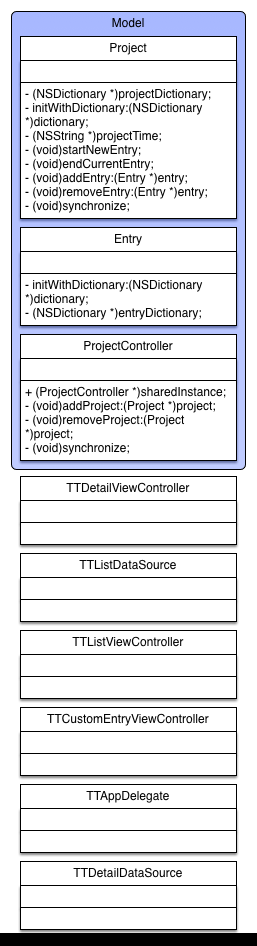 Model
Project
- (NSDictionary *)projectDictionary;
- initWithDictionary:(NSDictionary
*)dictionary;
- (NSString *)projectTime;
- (void)startNewEntry;
- (void)endCurrentEntry;
- (void)addEntry:(Entry *)entry;
- (void)removeEntry:(Entry *)entry;
- (void)synchronize;
Entry
- initWithDictionary:(NSDictionary
*)dictionary;
- (NSDictionary *)entryDictionary;
ProjectController
+ (ProjectController *)sharedInstance;
- (void)addProject:(Project *)project;
- (void)removeProject:(Project
*)project;
- (void)synchronize;
TTDetailViewController
TTListDataSource
TTListViewController
TTCustomEntryViewController
TTAppDelegate
TTDetailDataSource